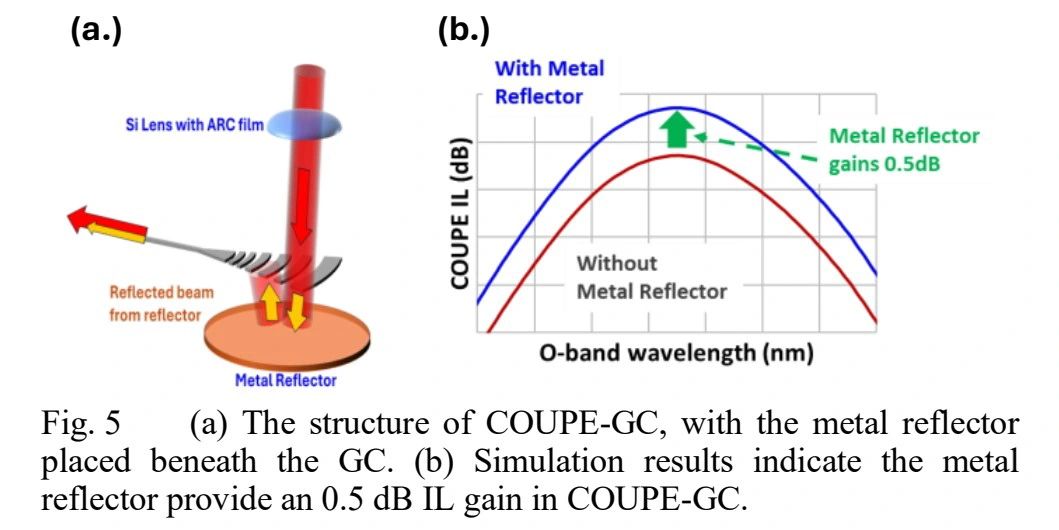 (a.)
Si Lens with ARC film
Reflected beam
from reflector
Metal Reflector
(b.)
With Metal
Reflector
Metal Reflector
gains 0.5dB
Without
Metal Reflector
COUPE IL (dB)
O-band wavelength (nm)
Fig. 5 (a) The structure of COUPE-GC, with the metal reflector
placed beneath the GC. (b) Simulation results indicate the metal
reflector provide an 0.5 dB IL gain in COUPE-GC.